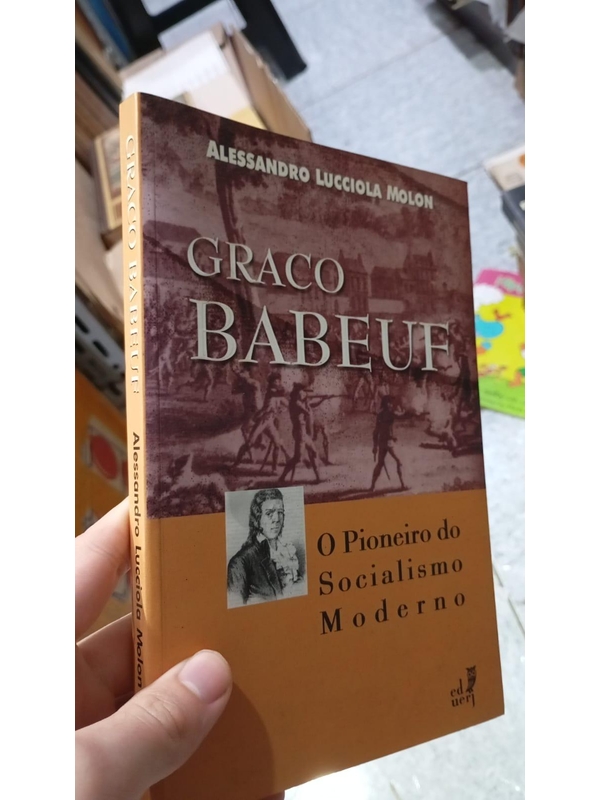 ALESSANDRO LUCCIOLA MOLON
GRACO
BABEUF
O Pioneiro do
Socialismo
Moderno
ed
uerj
GRACO BABEUF
Alessandro Lucciola Molon